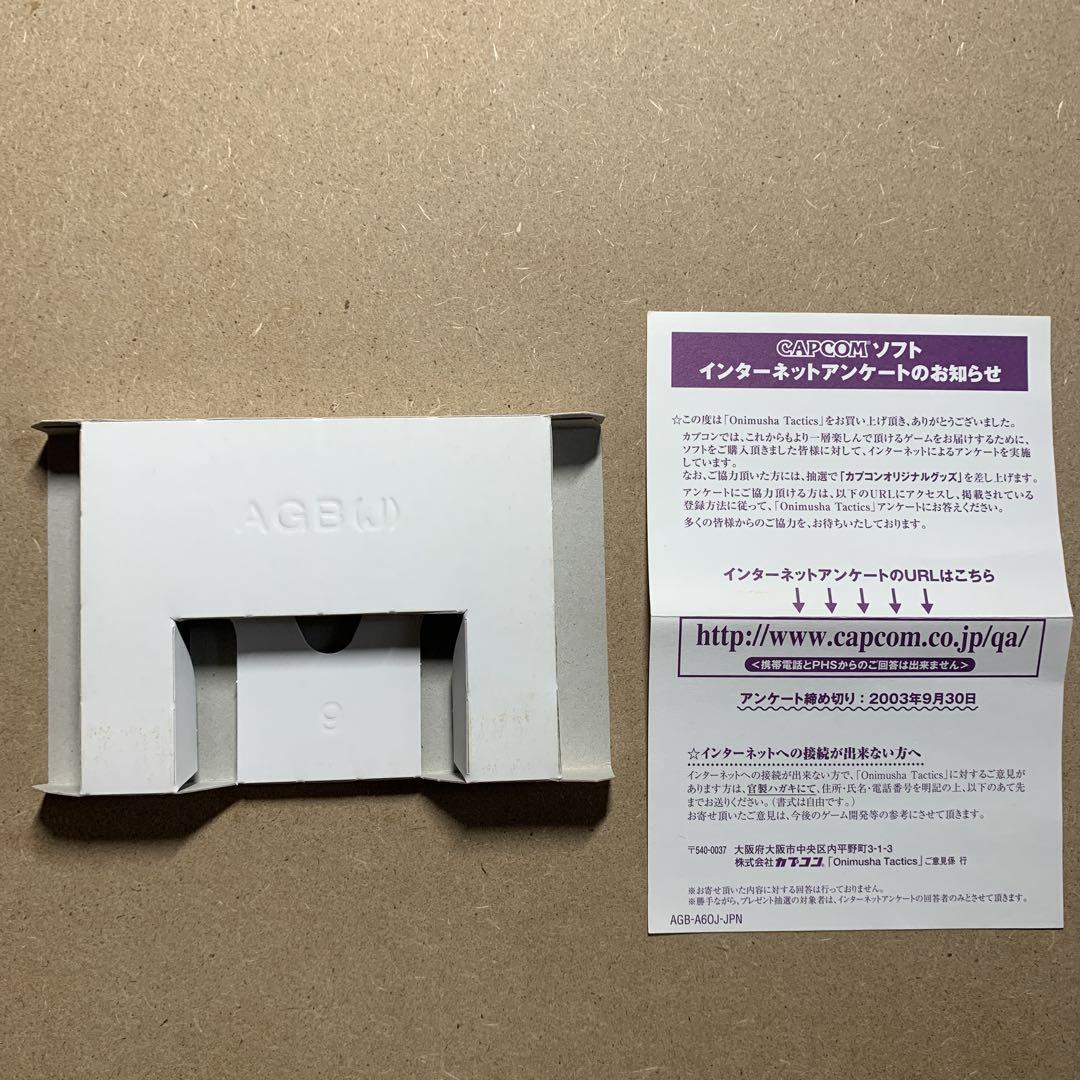 AGB(J)
9
CAPCOM ソフト
インターネットアンケートのお知らせ
☆この度は「Onimusha Tactics」をお買い上げ頂き、ありがとうございました。
カプコンでは、これからもより一層楽しんで頂けるゲームをお届けするために、
ソフトをご購入頂きました皆様に対して、インターネットによるアンケートを実施
しています。
なお、ご協力頂いた方には、抽選で「カプコンオリジナルグッズ」を差し上げます。
アンケートにご協力頂ける方は、以下のURLにアクセスし、掲載されている
登録方法に従って、「Onimusha Tactics」アンケートにお答えください。
多くの皆様からのご協力を、お待ちいたしております。
インターネットアンケートのURLはこちら
http://www.capcom.co.jp/qa/
＜携帯電話とPHSからのご回答は出来ません＞
アンケート締め切り：2003年9月30日
☆インターネットへの接続が出来ない方へ
インターネットへの接続が出来ない方で、「Onimusha Tactics」に対するご意見が
あります方は、官製ハガキにて、住所・氏名・電話番号を明記の上、以下のあて先
までお送りください。（書式は自由です。）
お寄せ頂いたご意見は、今後のゲーム開発等の参考にさせて頂きます。
〒540-0037 大阪府大阪市中央区内平野町3-1-3
株式会社カプコン「Onimusha Tactics」ご意見係 行
※お寄せ頂いた内容に対する回答は行っておりません。
※勝手ながら、プレゼント抽選の対象者は、インターネットアンケートの回答者のみとさせて頂きます。
AGB-A6OJ-JPN